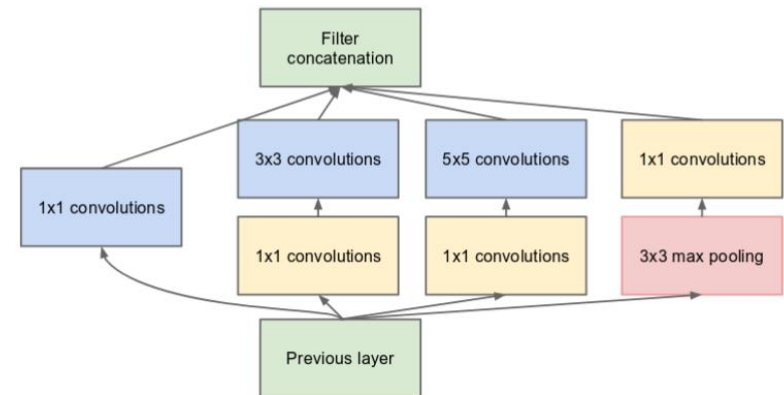 Filter
concatenation
3x3 convolutions
5x5 convolutions
1x1 convolutions
1x1 convolutions
1x1 convolutions
1x1 convolutions
3x3 max pooling
Previous layer